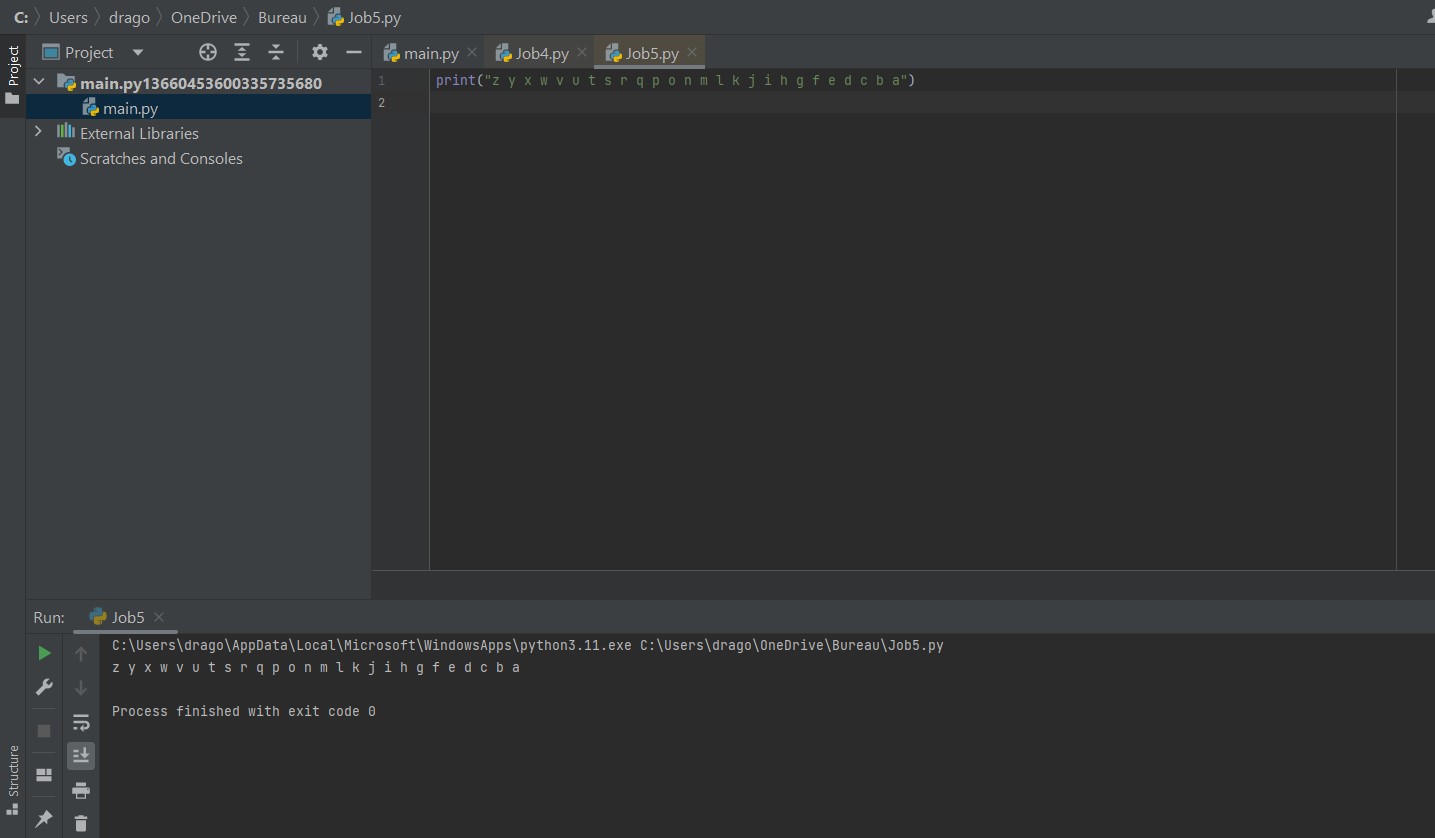 C: Users drago OneDrive Bureau Job5.py
Project
Project
main.py Job4.py Job5.py
main.py13660453600335735680
main.py
External Libraries
Scratches and Consoles
1 print("z y x w v u t s r q p o n m l k j i h g f e d c b a")
2
Run: Job5
C:\Users\drago\AppData\Local\Microsoft\WindowsApps\python3.11.exe C:\Users\drago\OneDrive\Bureau\Job5.py
z y x w v u t s r q p o n m l k j i h g f e d c b a
Process finished with exit code 0
Structure